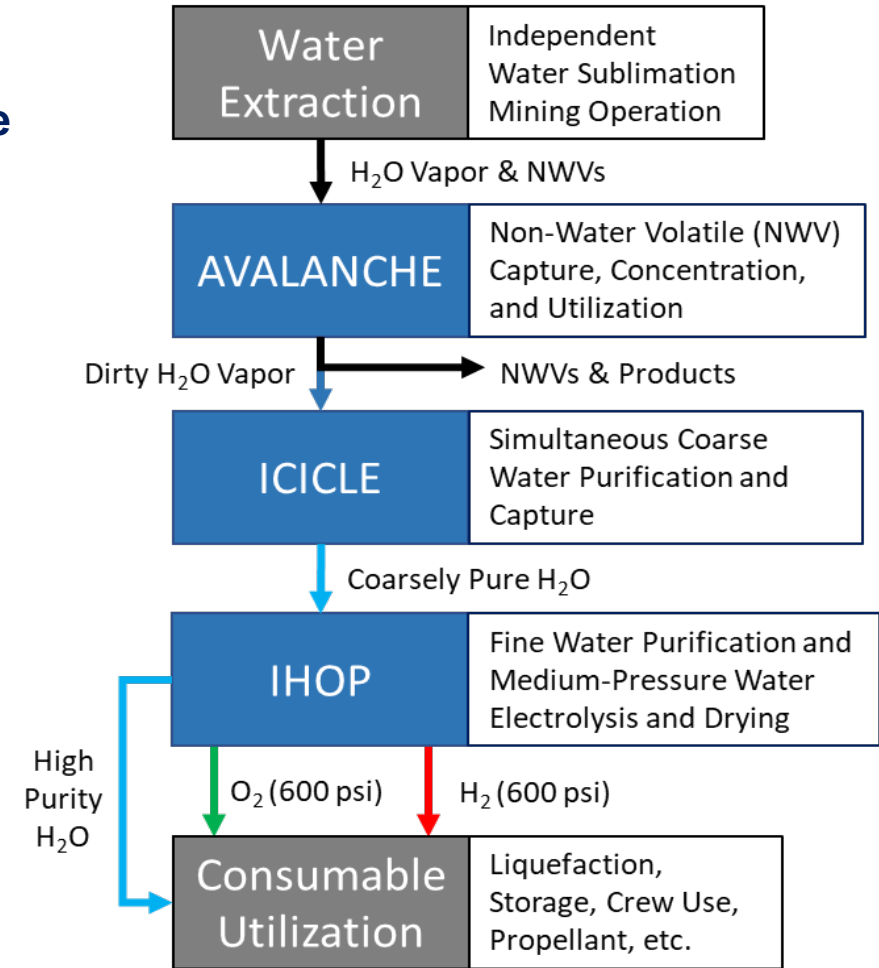 e
Water
Extraction
Independent
Water Sublimation
Mining Operation
H₂O Vapor & NWVs
AVALANCHE
Non-Water Volatile (NWV)
Capture, Concentration,
and Utilization
Dirty H₂O Vapor
NWVs & Products
ICICLE
Simultaneous Coarse
Water Purification and
Capture
Coarsely Pure H₂O
IHOP
Fine Water Purification and
Medium-Pressure Water
Electrolysis and Drying
High
Purity
H₂O
O₂ (600 psi)
H₂ (600 psi)
Consumable
Utilization
Liquefaction,
Storage, Crew Use,
Propellant, etc.